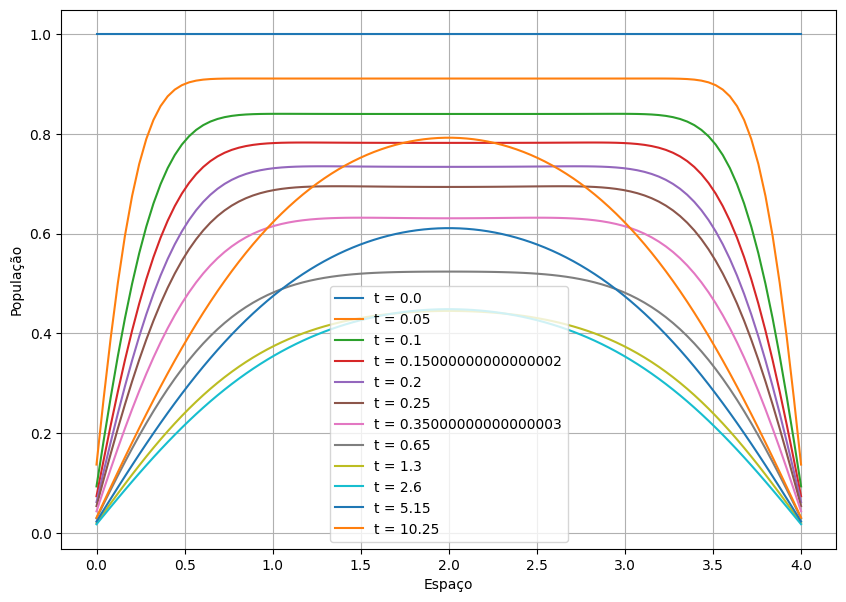 1.0
0.8
0.6
0.4
0.2
0.0
População
t = 0.0
t = 0.05
t = 0.1
t = 0.15000000000000002
t = 0.2
t = 0.25
t = 0.35000000000000003
t = 0.65
t = 1.3
t = 2.6
t = 5.15
t = 10.25
0.0 0.5 1.0 1.5 2.0 2.5 3.0 3.5 4.0
Espaço